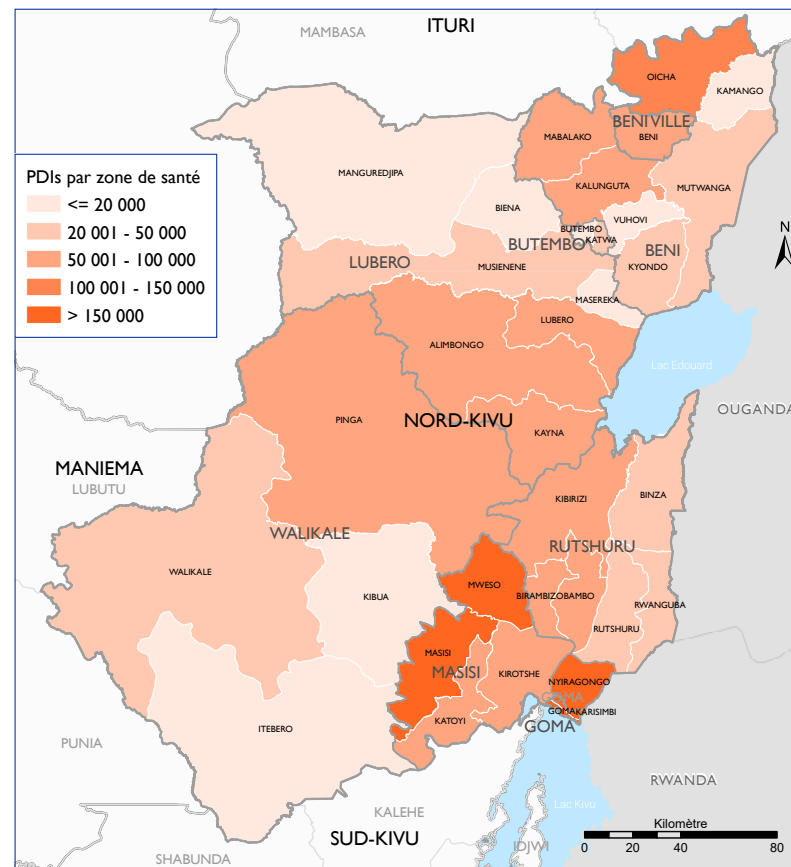 ITURI
MAMBASA
OICHA
KAMANGO
BENIVILLE
MABALAKO
BENI
PDIs par zone de santé
<= 20 000
20 001 - 50 000
50 001 - 100 000
100 001 - 150 000
> 150 000
MANGUREDJIPA
KALUNGUTA
MUTWANGA
BIENA
VUHOVI
BUTEMBO
KATWA
BUTEMBO
BENI
N
LUBERO
MUSIENENE
KYONDO
MASEREKA
LUBERO
ALIMBONGO
Lac Edouard
OUGANDA
PINGA
NORD-KIVU
KAYNA
MANIEMA
LUBUTU
KIBIRIZI
BINZA
WALIKALE
RUTSHURU
WALIKALE
KIBUA
MWESO
BIRAMBIZO
BAMBO
RWANGUBA
RUTSHURU
MASISI
MASISI
KIROTSHE
NYIRAGONGO
GOMA
GOMA
KARISIMBI
KATOYI
GOMA
ITEBERO
PUNIA
RWANDA
KALEHE
Lac Kivu
SUD-KIVU
IDJWI
SHABUNDA
Kilomètre
0 20 40 80